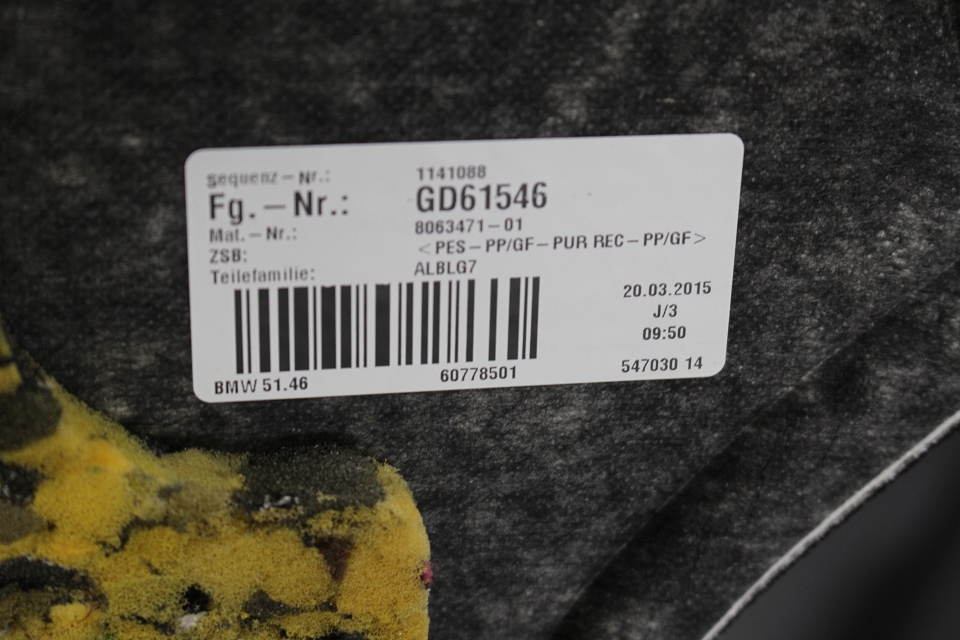 Sequenz-Nr.: 1141088
Fg.-Nr.: GD61546
Mat.-Nr.: 8063471-01
ZSB: <PES-PP/GF-PUR REC-PP/GF>
Teilefamilie: ALBLG7
20.03.2015
J/3
09:50
BMW 51.46 60778501 547030 14